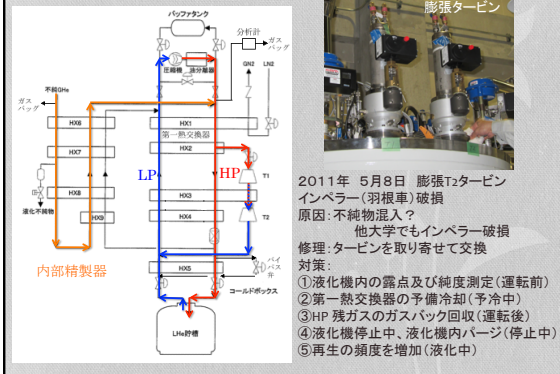 バッファタンク
分析計
ガス
バッグ
圧縮機
油分離器
GN2
LN2
不純GHe
ガス
バッグ
HX6
HX1
第一熱交換器
HX7
HX2
LP
HP
T1
HX8
HX3
液化不純物
HX9
HX4
T2
内部精製器
HX5
バイ
パス
弁
コールドボックス
LHe貯槽
膨張タービン
2011年 5月8日 膨張T2タービン
インペラー(羽根車)破損
原因:不純物混入?
他大学でもインペラー破損
修理:タービンを取り寄せて交換
対策:
①液化機内の露点及び純度測定(運転前)
②第一熱交換器の予備冷却(予冷中)
③HP 残ガスのガスバック回収(運転後)
④液化機停止中、液化機内パージ(停止中)
⑤再生の頻度を増加(液化中)